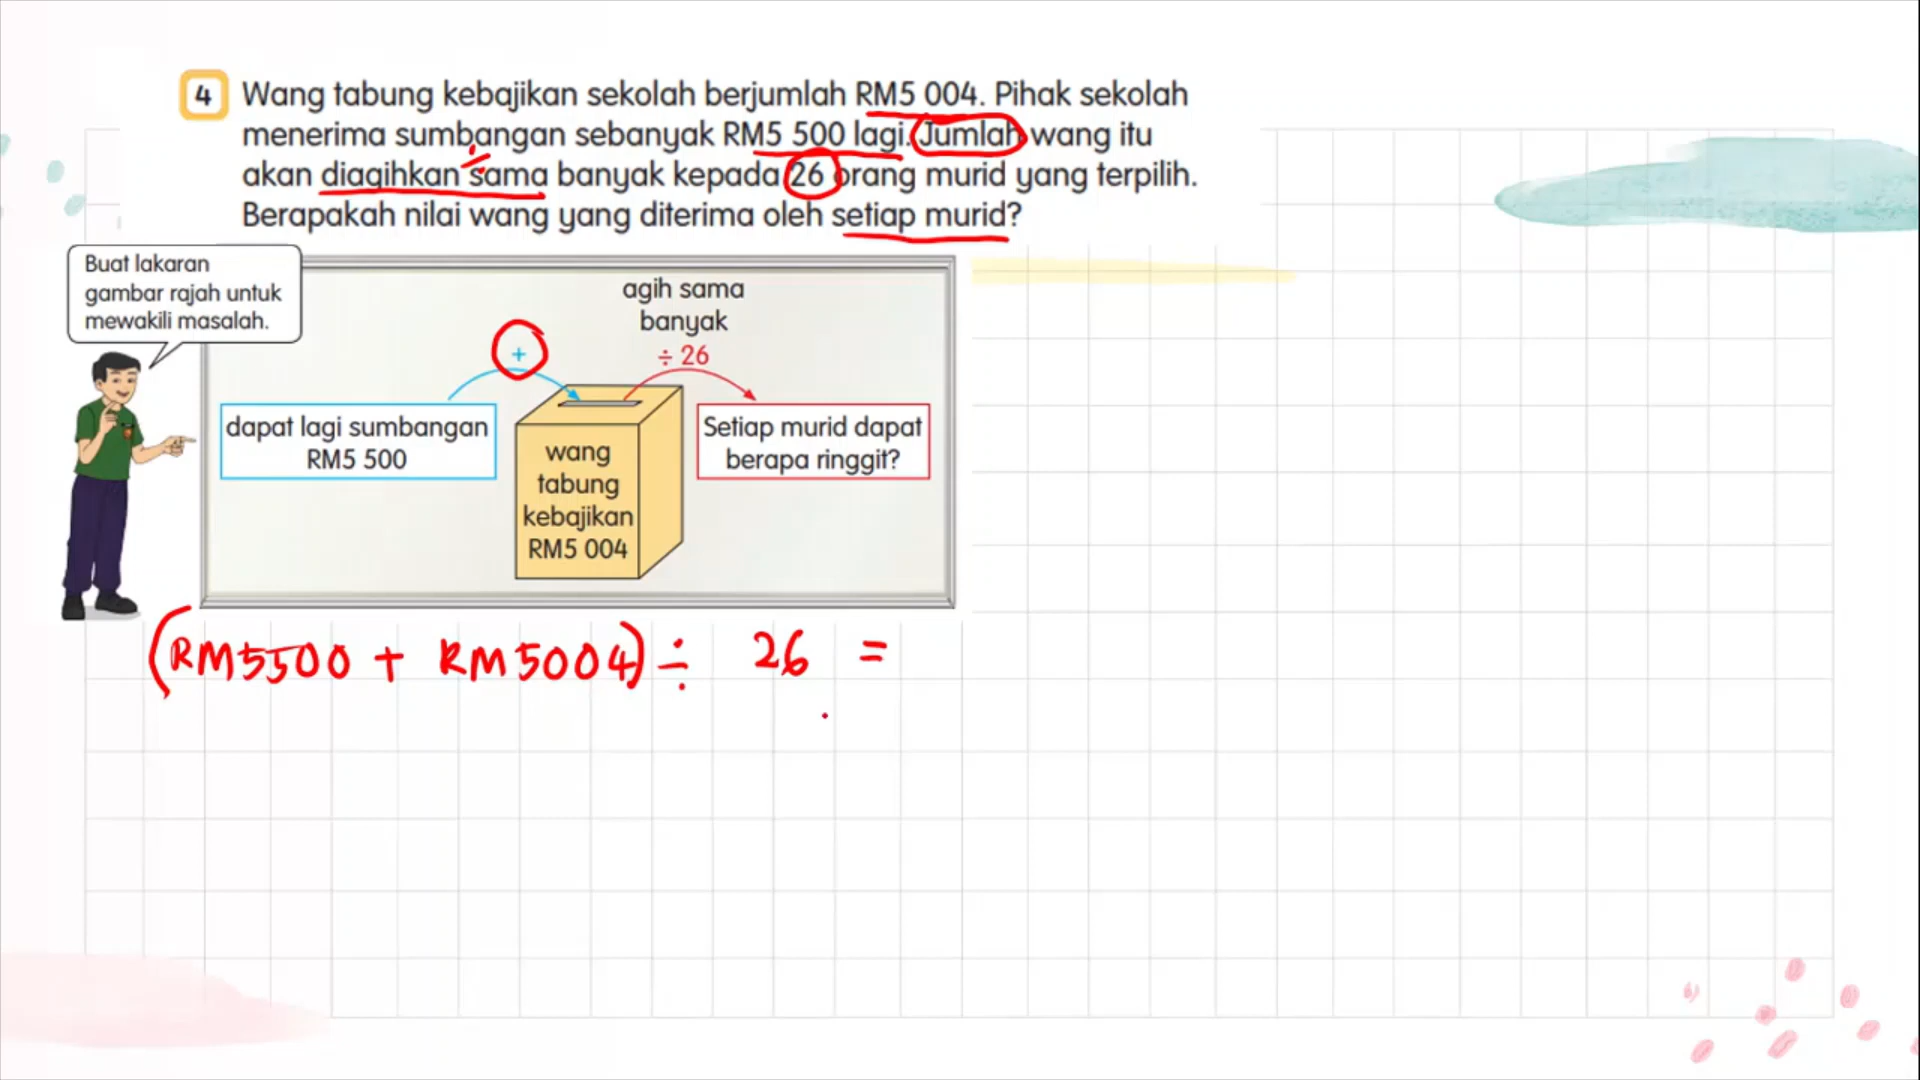 4 Wang tabung kebajikan sekolah berjumlah RM5 004. Pihak sekolah
menerima sumbangan sebanyak RM5 500 lagi. Jumlah wang itu
÷
akan diagihkan sama banyak kepada 26 orang murid yang terpilih.
Berapakah nilai wang yang diterima oleh setiap murid?
Buat lakaran
gambar rajah untuk
mewakili masalah.
agih sama
banyak
+
÷ 26
dapat lagi sumbangan
RM5 500
wang
tabung
kebajikan
RM5 004
Setiap murid dapat
berapa ringgit?
(RM5500 + RM5004) ÷ 26 =